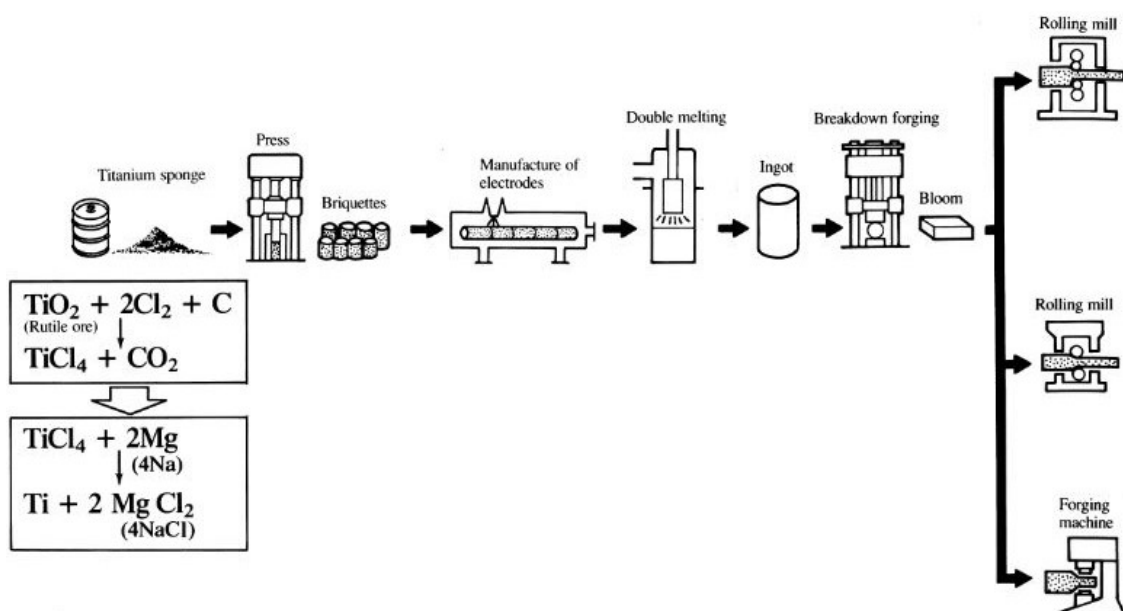 Titanium sponge
Press
Briquettes
Manufacture of
electrodes
Double melting
Ingot
Breakdown forging
Bloom
Rolling mill
Rolling mill
Forging
machine
TiO₂ + 2Cl₂ + C
(Rutile ore)
TiCl₄ + CO₂
TiCl₄ + 2Mg
(4Na)
Ti + 2 Mg Cl₂
(4NaCl)